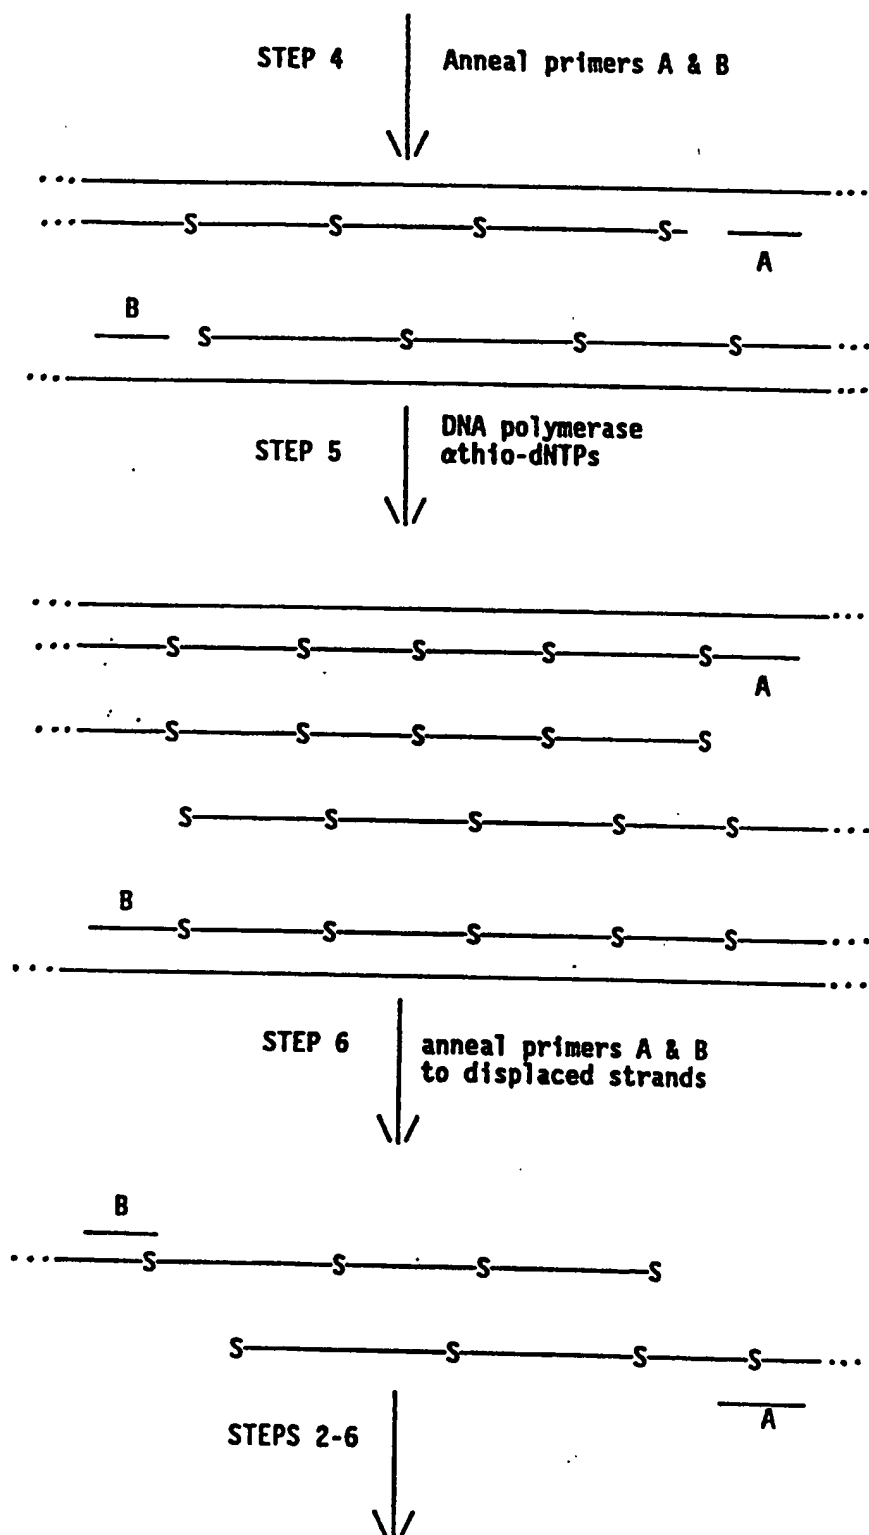 STEP 4 Anneal primers A & B
... ...
... S S S S
A
B
S S S S ...
... ...
STEP 5 DNA polymerase
αthio-dNTPs
... ...
... S S S S S
A
... S S S S S
S S S S S ...
B
S S S S S ...
... ...
STEP 6 anneal primers A & B
to displaced strands
B
... S S S S
S S S S ...
A
STEPS 2-6